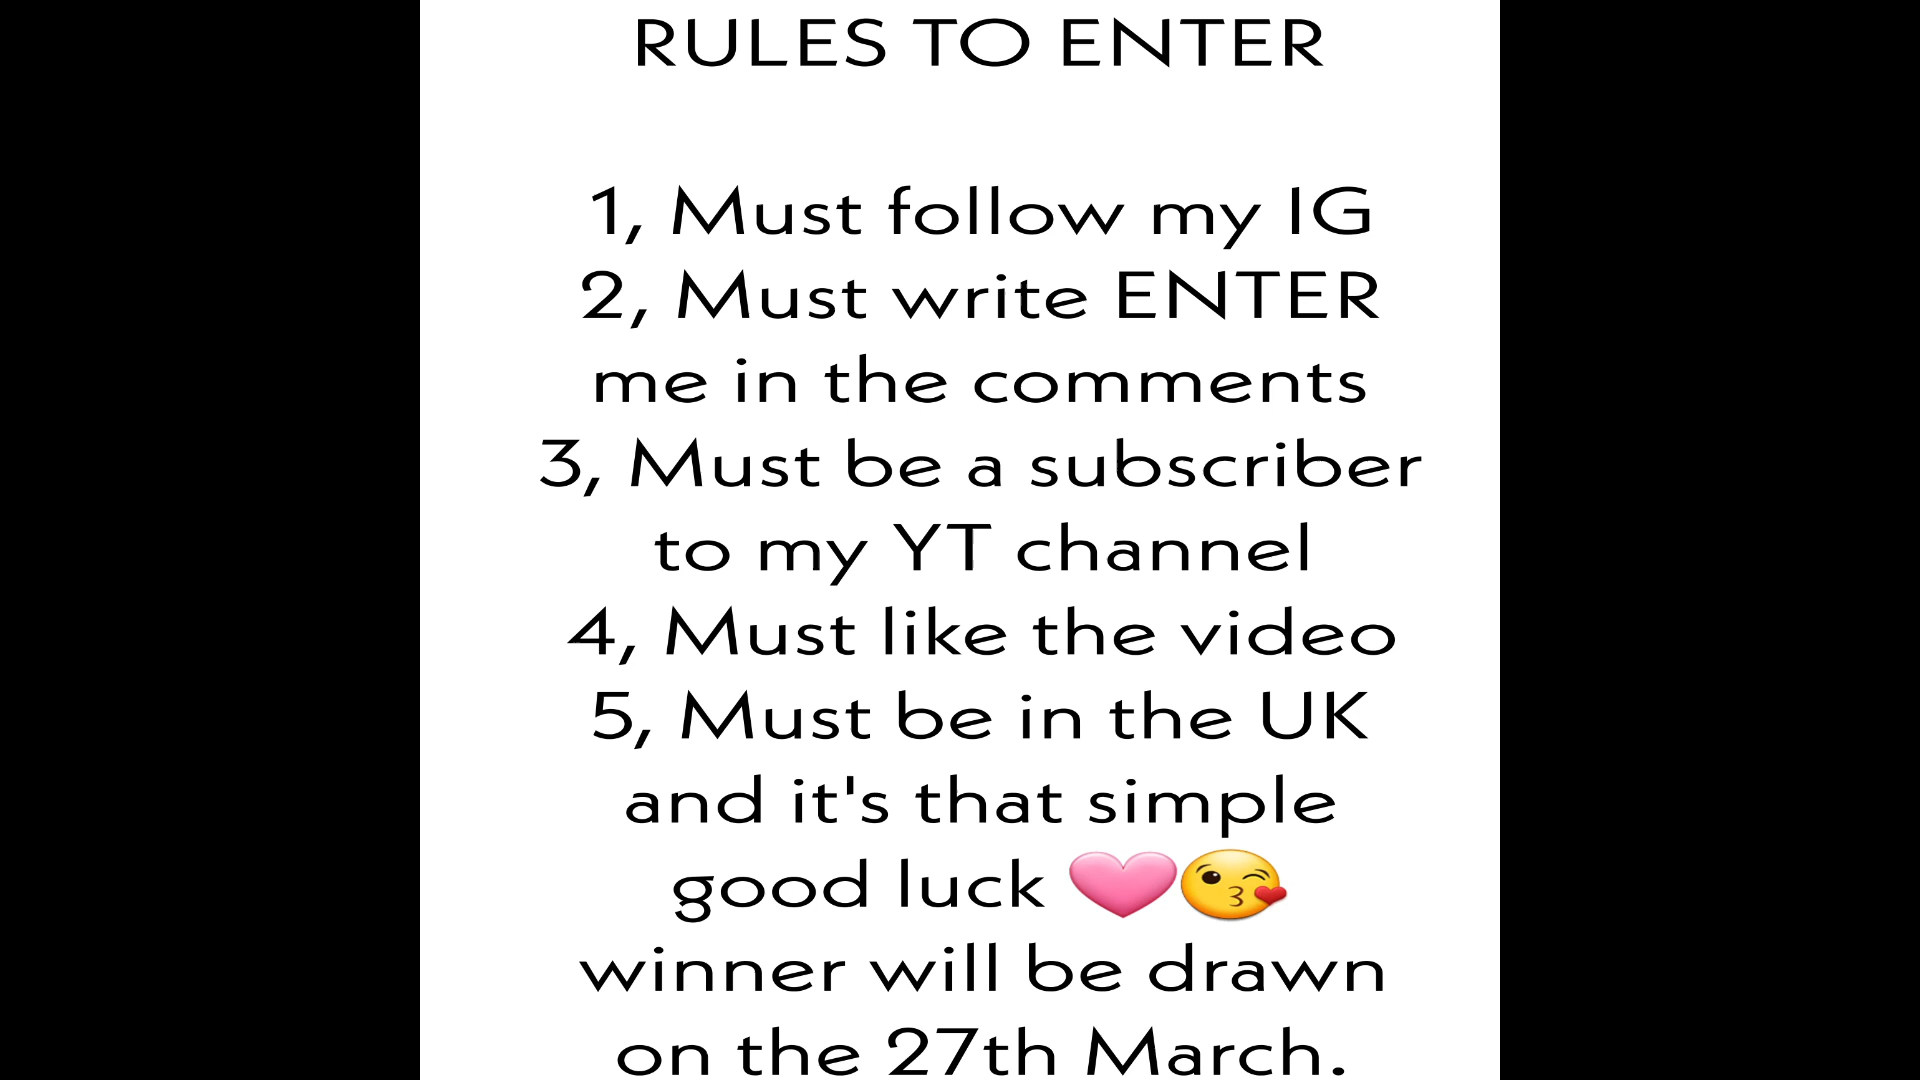 RULES TO ENTER
1, Must follow my IG
2, Must write ENTER
me in the comments
3, Must be a subscriber
to my YT channel
4, Must like the video
5, Must be in the UK
and it's that simple
good luck 🩷😘
winner will be drawn
on the 27th March.